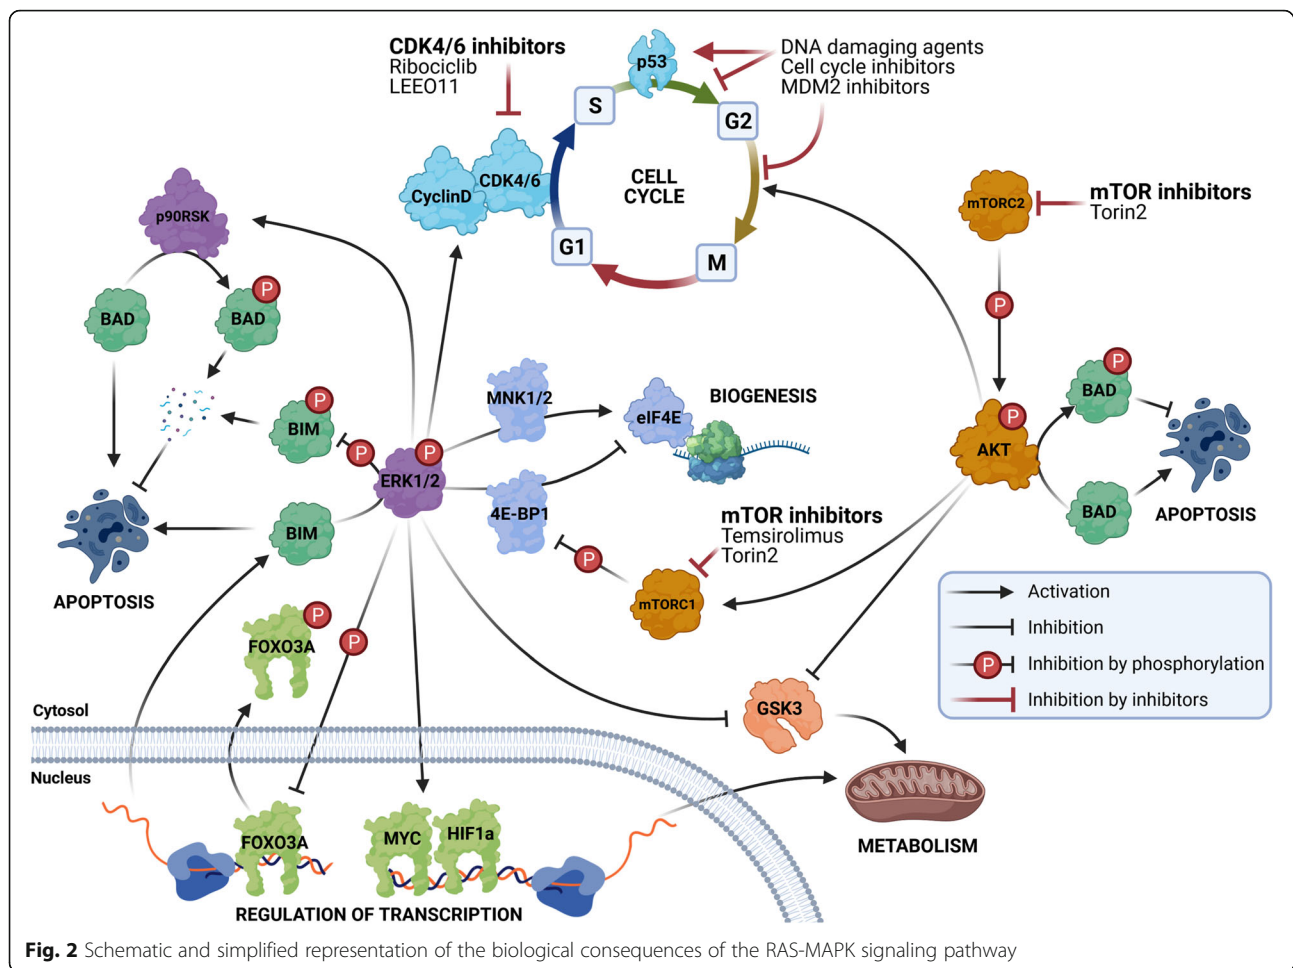 CDK4/6 inhibitors
Ribociclib
LEE011
p53
DNA damaging agents
Cell cycle inhibitors
MDM2 inhibitors
S
G2
CELL
CYCLE
CyclinD
CDK4/6
G1
M
mTORC2
mTOR inhibitors
Torin2
P
p90RSK
BAD
P
BAD
P
BIM
P
P
ERK1/2
BIM
APOPTOSIS
MNK1/2
4E-BP1
eIF4E
BIOGENESIS
P
mTOR inhibitors
Temsirolimus
Torin2
mTORC1
P
AKT
P
BAD
BAD
APOPTOSIS
Activation
Inhibition
P
Inhibition by phosphorylation
Inhibition by inhibitors
P
FOXO3A
P
GSK3
Cytosol
Nucleus
FOXO3A
MYC
HIF1a
METABOLISM
REGULATION OF TRANSCRIPTION
Fig. 2 Schematic and simplified representation of the biological consequences of the RAS-MAPK signaling pathway